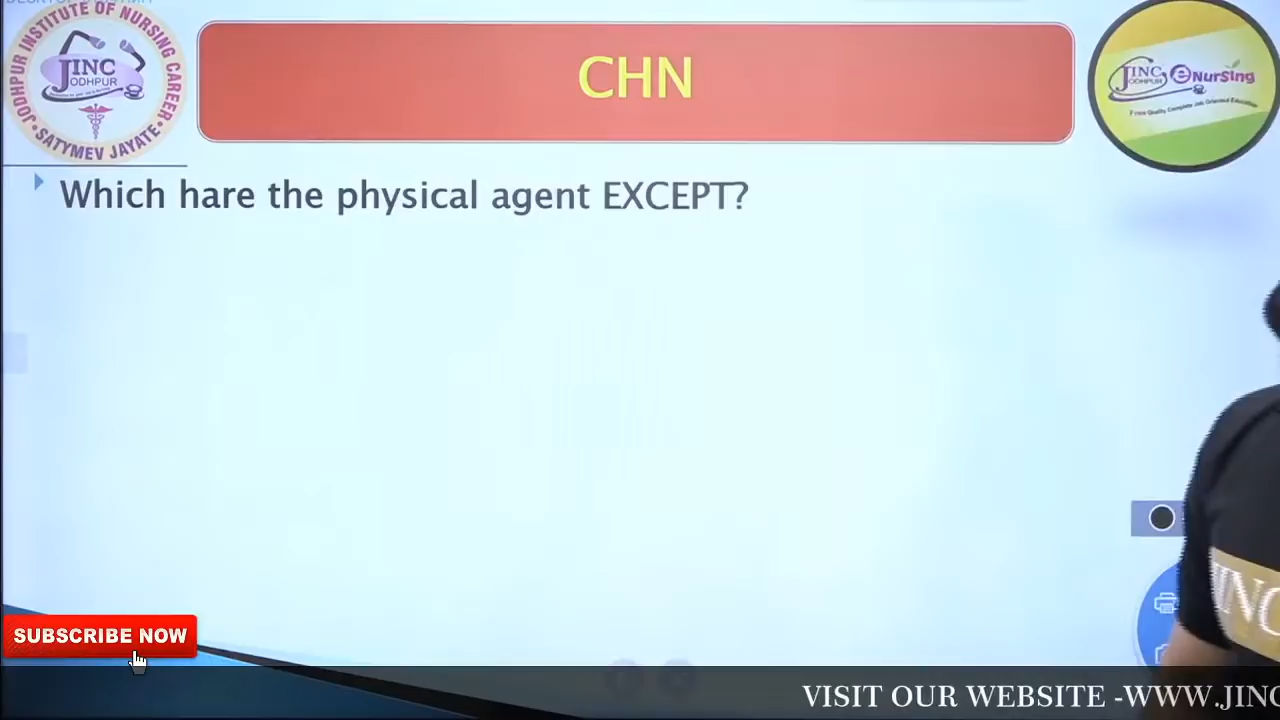 JODHPUR INSTITUTE OF NURSING CAREER
JINC
JODHPUR
SATYMEV JAYATE
CHN
JINC
JODHPUR
eNursing
Which hare the physical agent EXCEPT?
JINC
SUBSCRIBE NOW
VISIT OUR WEBSITE -WWW.JINC